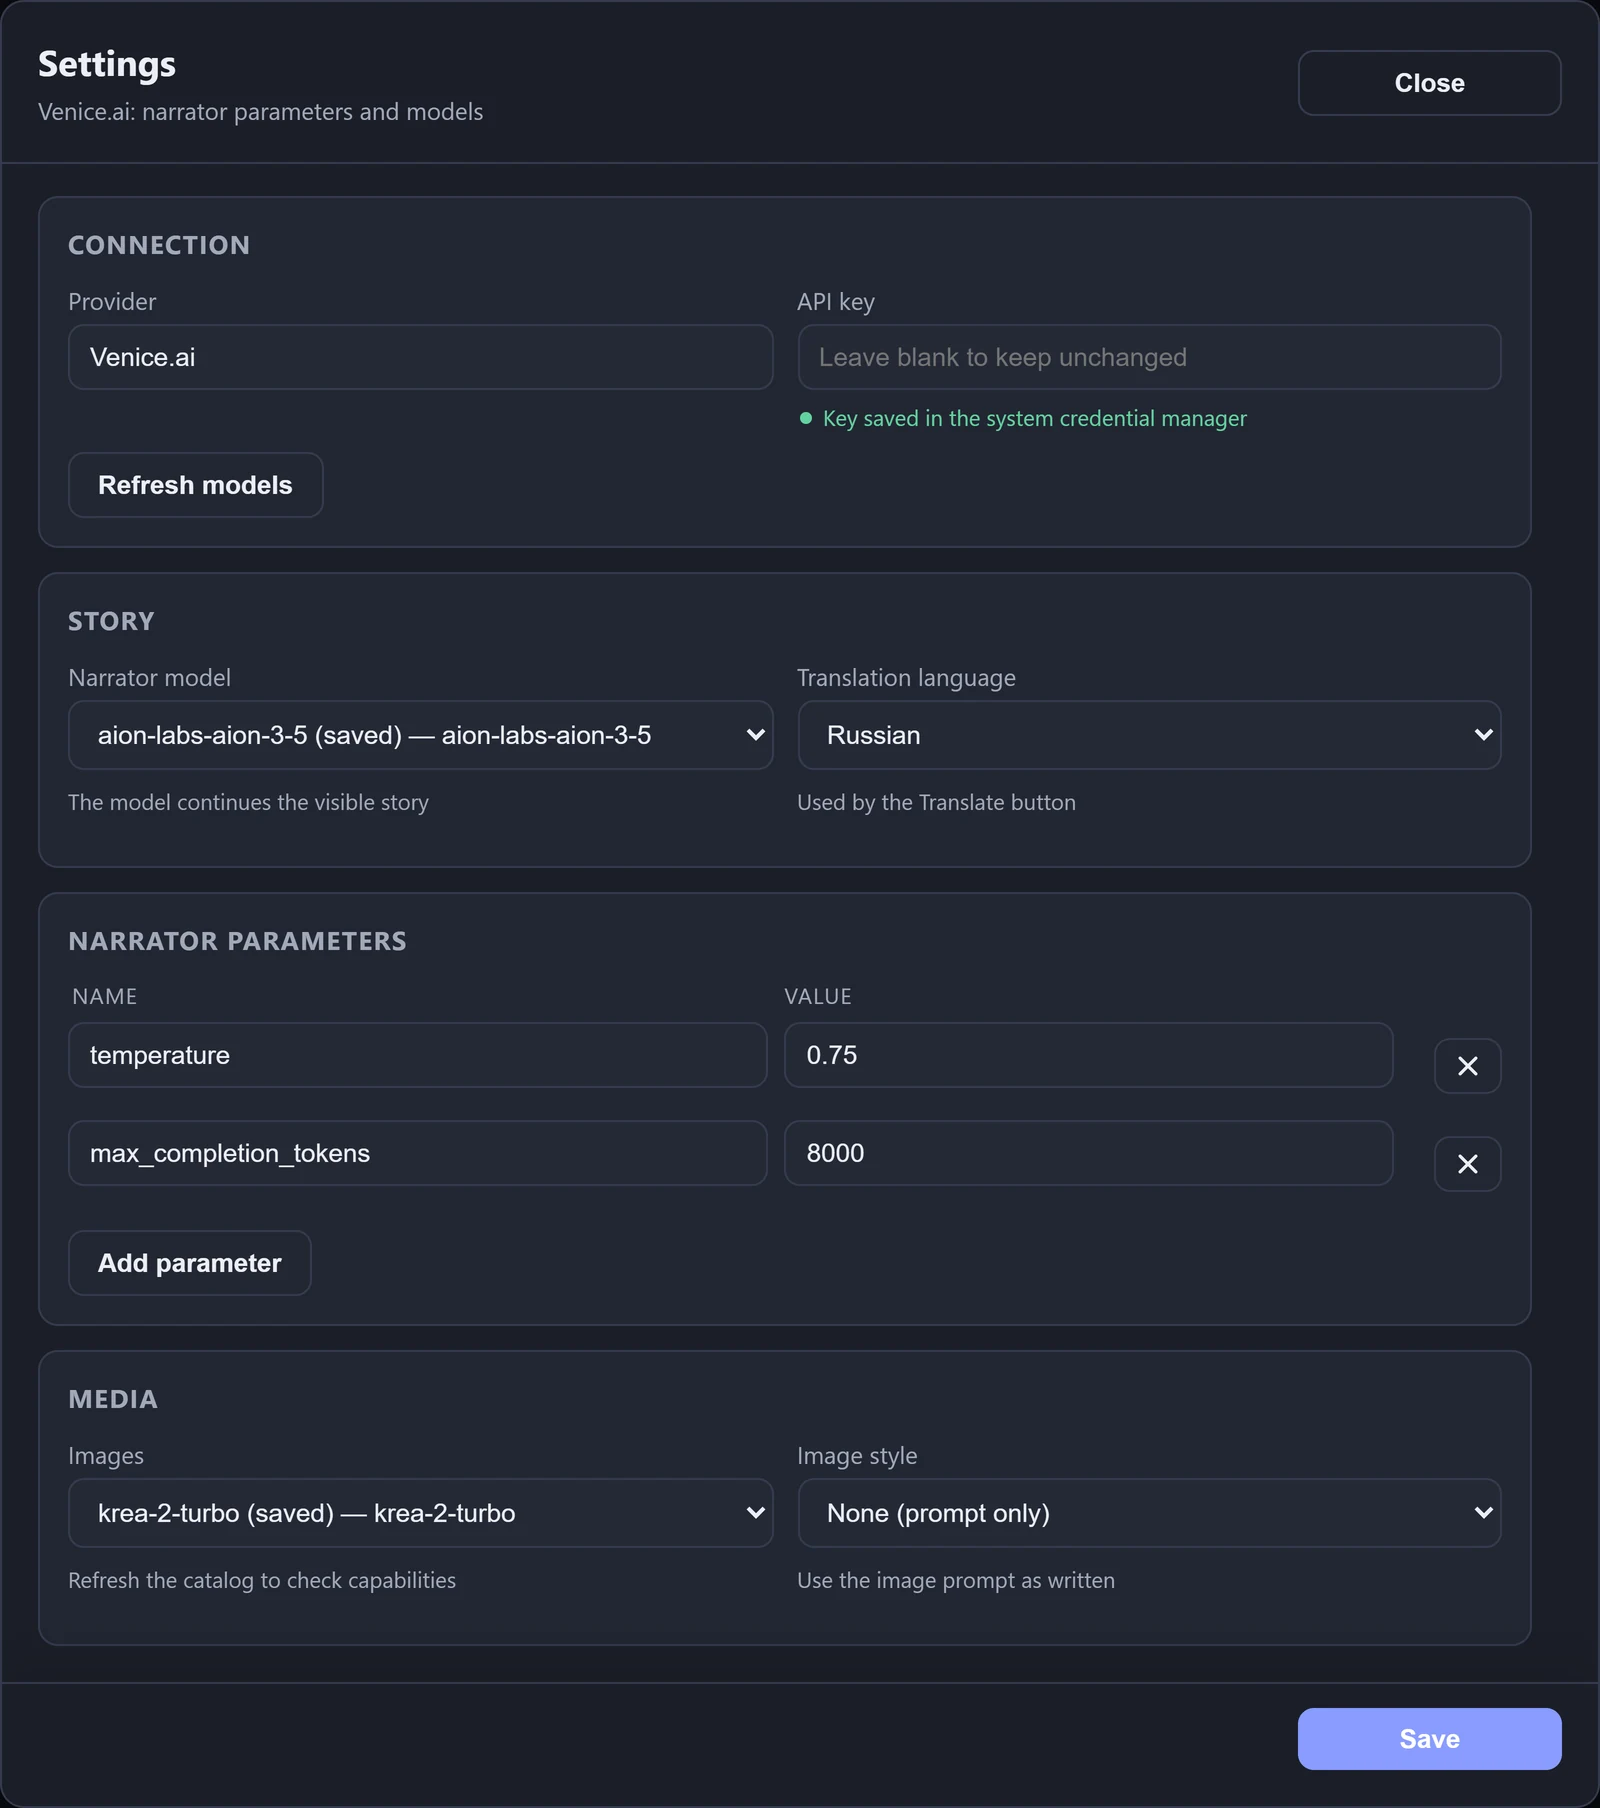 Settings
Close
Venice.ai: narrator parameters and models
CONNECTION
Provider
API key
Venice.ai
Leave blank to keep unchanged
Key saved in the system credential manager
Refresh models
STORY
Narrator model
Translation language
aion-labs-aion-3-5 (saved) — aion-labs-aion-3-5
Russian
The model continues the visible story
Used by the Translate button
NARRATOR PARAMETERS
NAME
VALUE
temperature
0.75
max_completion_tokens
8000
Add parameter
MEDIA
Images
Image style
krea-2-turbo (saved) — krea-2-turbo
None (prompt only)
Refresh the catalog to check capabilities
Use the image prompt as written
Save